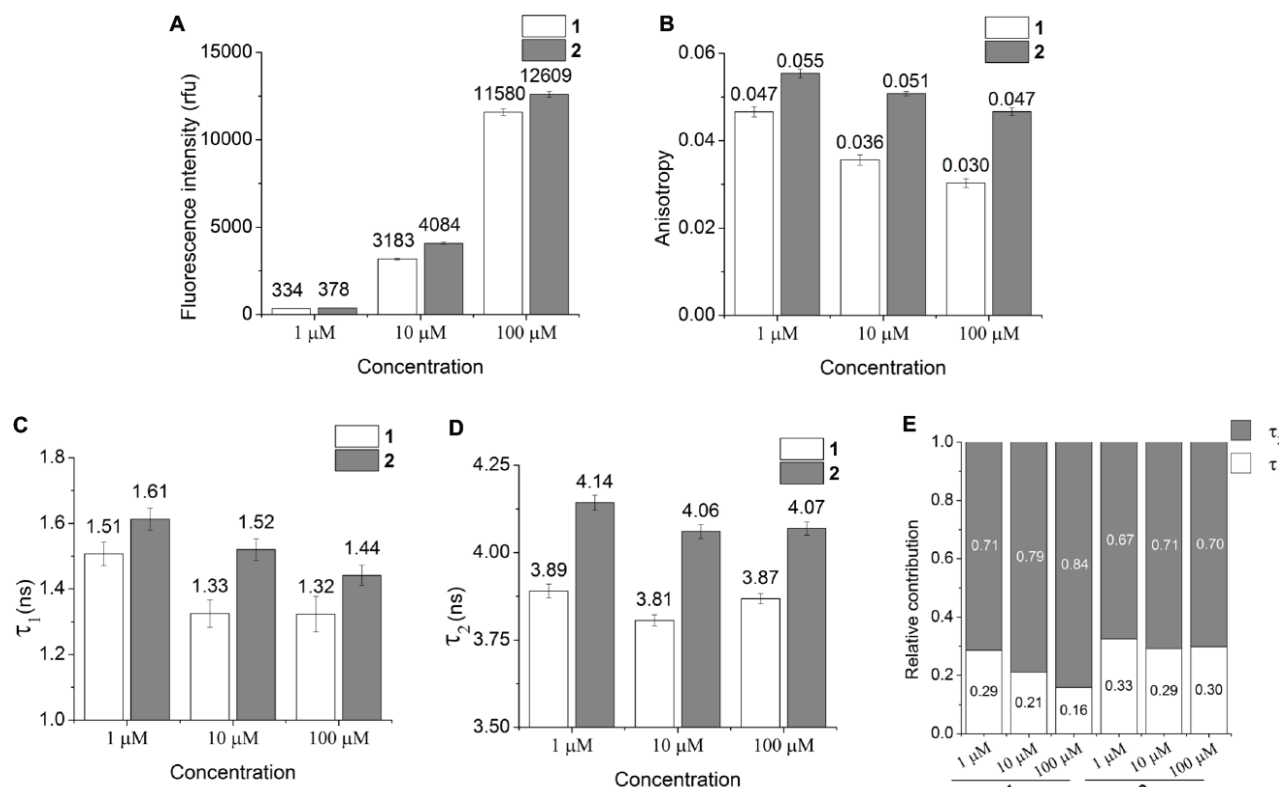 A
1
2
Fluorescence intensity (rfu)
15000
10000
5000
0
334
378
3183
4084
11580
12609
1 μM
10 μM
100 μM
Concentration
B
1
2
Anisotropy
0.06
0.04
0.02
0.00
0.047
0.055
0.036
0.051
0.030
0.047
1 μM
10 μM
100 μM
Concentration
C
1
2
τ1 (ns)
1.8
1.6
1.4
1.2
1.0
1.51
1.61
1.33
1.52
1.32
1.44
1 μM
10 μM
100 μM
Concentration
D
1
2
τ2 (ns)
4.25
4.00
3.75
3.50
3.89
4.14
3.81
4.06
3.87
4.07
1 μM
10 μM
100 μM
Concentration
E
τ
τ
Relative contribution
1.0
0.8
0.6
0.4
0.2
0.0
0.71
0.79
0.84
0.67
0.71
0.70
0.29
0.21
0.16
0.33
0.29
0.30
1 μM
10 μM
100 μM
1 μM
10 μM
100 μM